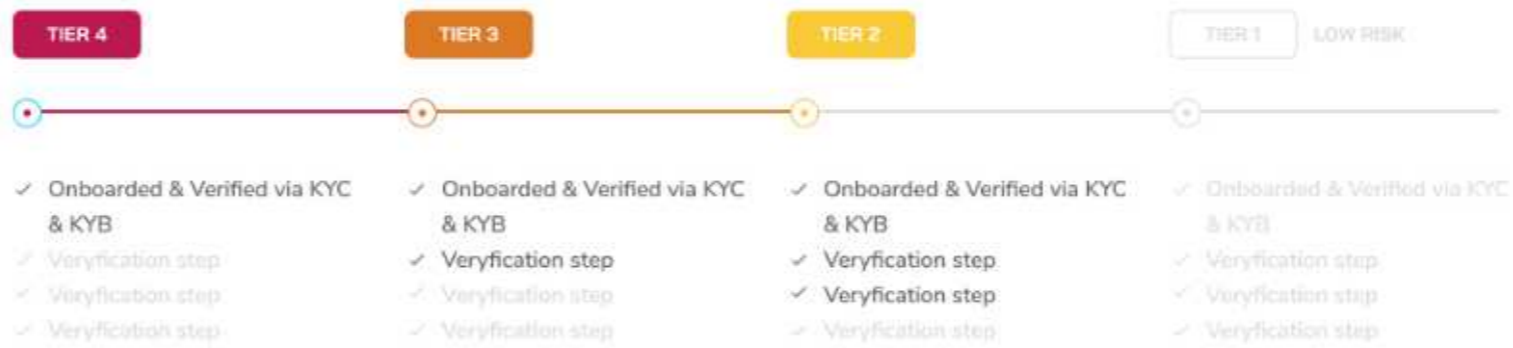 TIER 4
TIER 3
TIER 2
TIER 1
LOW RISK
Onboarded & Verified via KYC
& KYB
Veryfication step
Veryfication step
Veryfication step
Onboarded & Verified via KYC
& KYB
Veryfication step
Veryfication step
Veryfication step
Onboarded & Verified via KYC
& KYB
Veryfication step
Veryfication step
Veryfication step
Onboarded & Verified via KYC
& KYB
Veryfication step
Veryfication step
Veryfication step